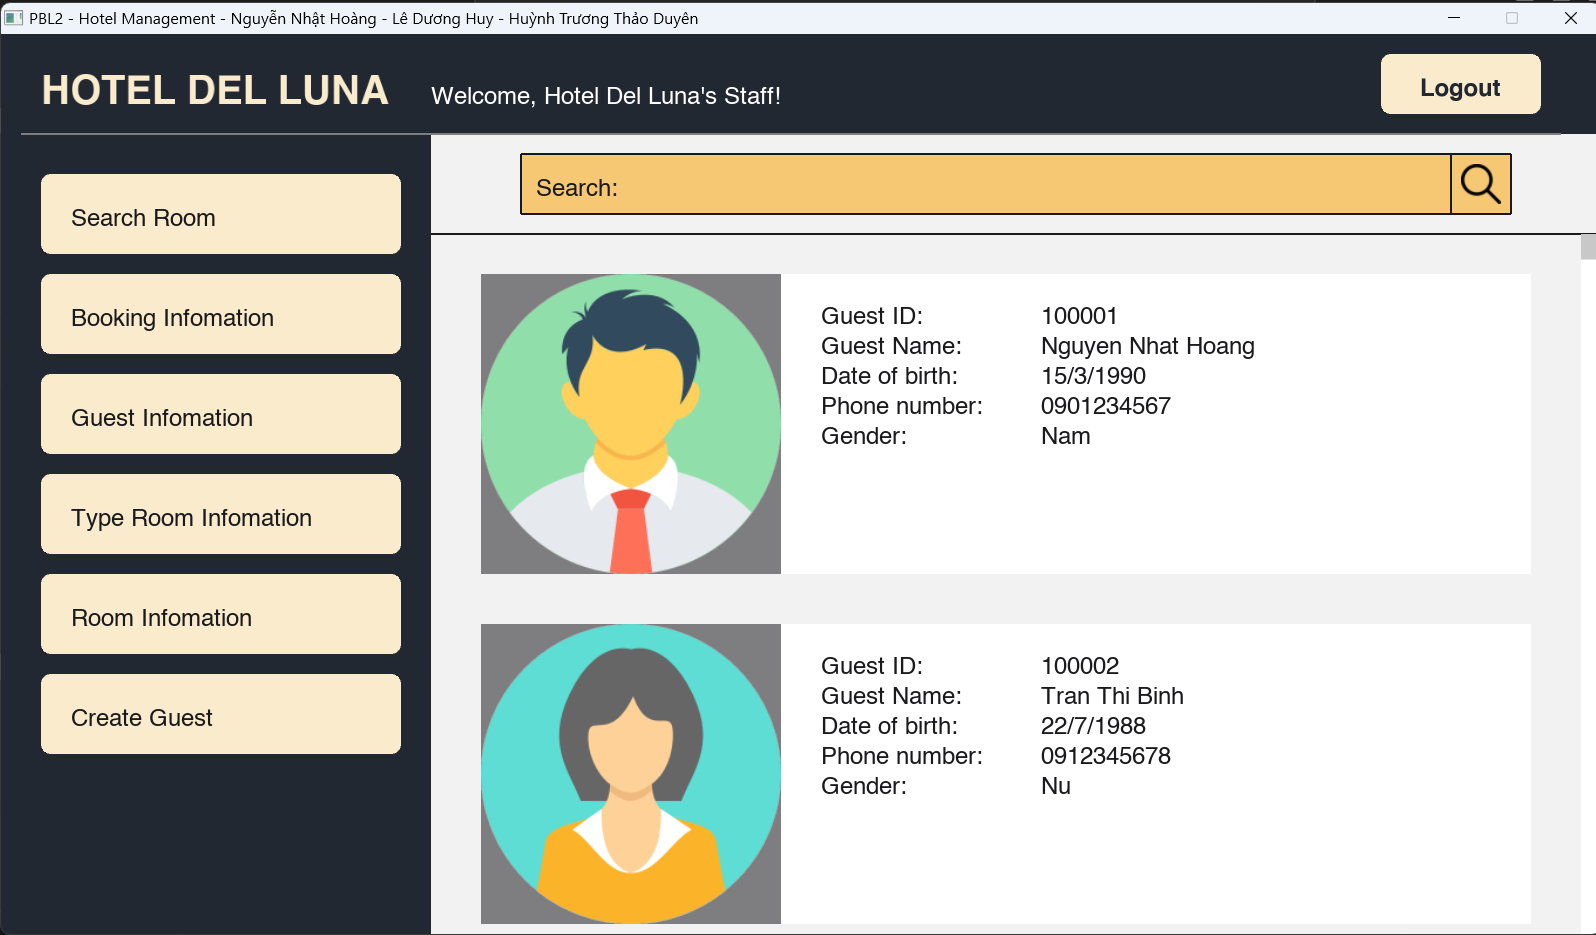 PBL2 - Hotel Management - Nguyễn Nhật Hoàng - Lê Dương Huy - Huỳnh Trương Thảo Duyên
HOTEL DEL LUNA
Welcome, Hotel Del Luna's Staff!
Logout
Search Room
Booking Infomation
Guest Infomation
Type Room Infomation
Room Infomation
Create Guest
Search:
Guest ID: 100001
Guest Name: Nguyen Nhat Hoang
Date of birth: 15/3/1990
Phone number: 0901234567
Gender: Nam
Guest ID: 100002
Guest Name: Tran Thi Binh
Date of birth: 22/7/1988
Phone number: 0912345678
Gender: Nu